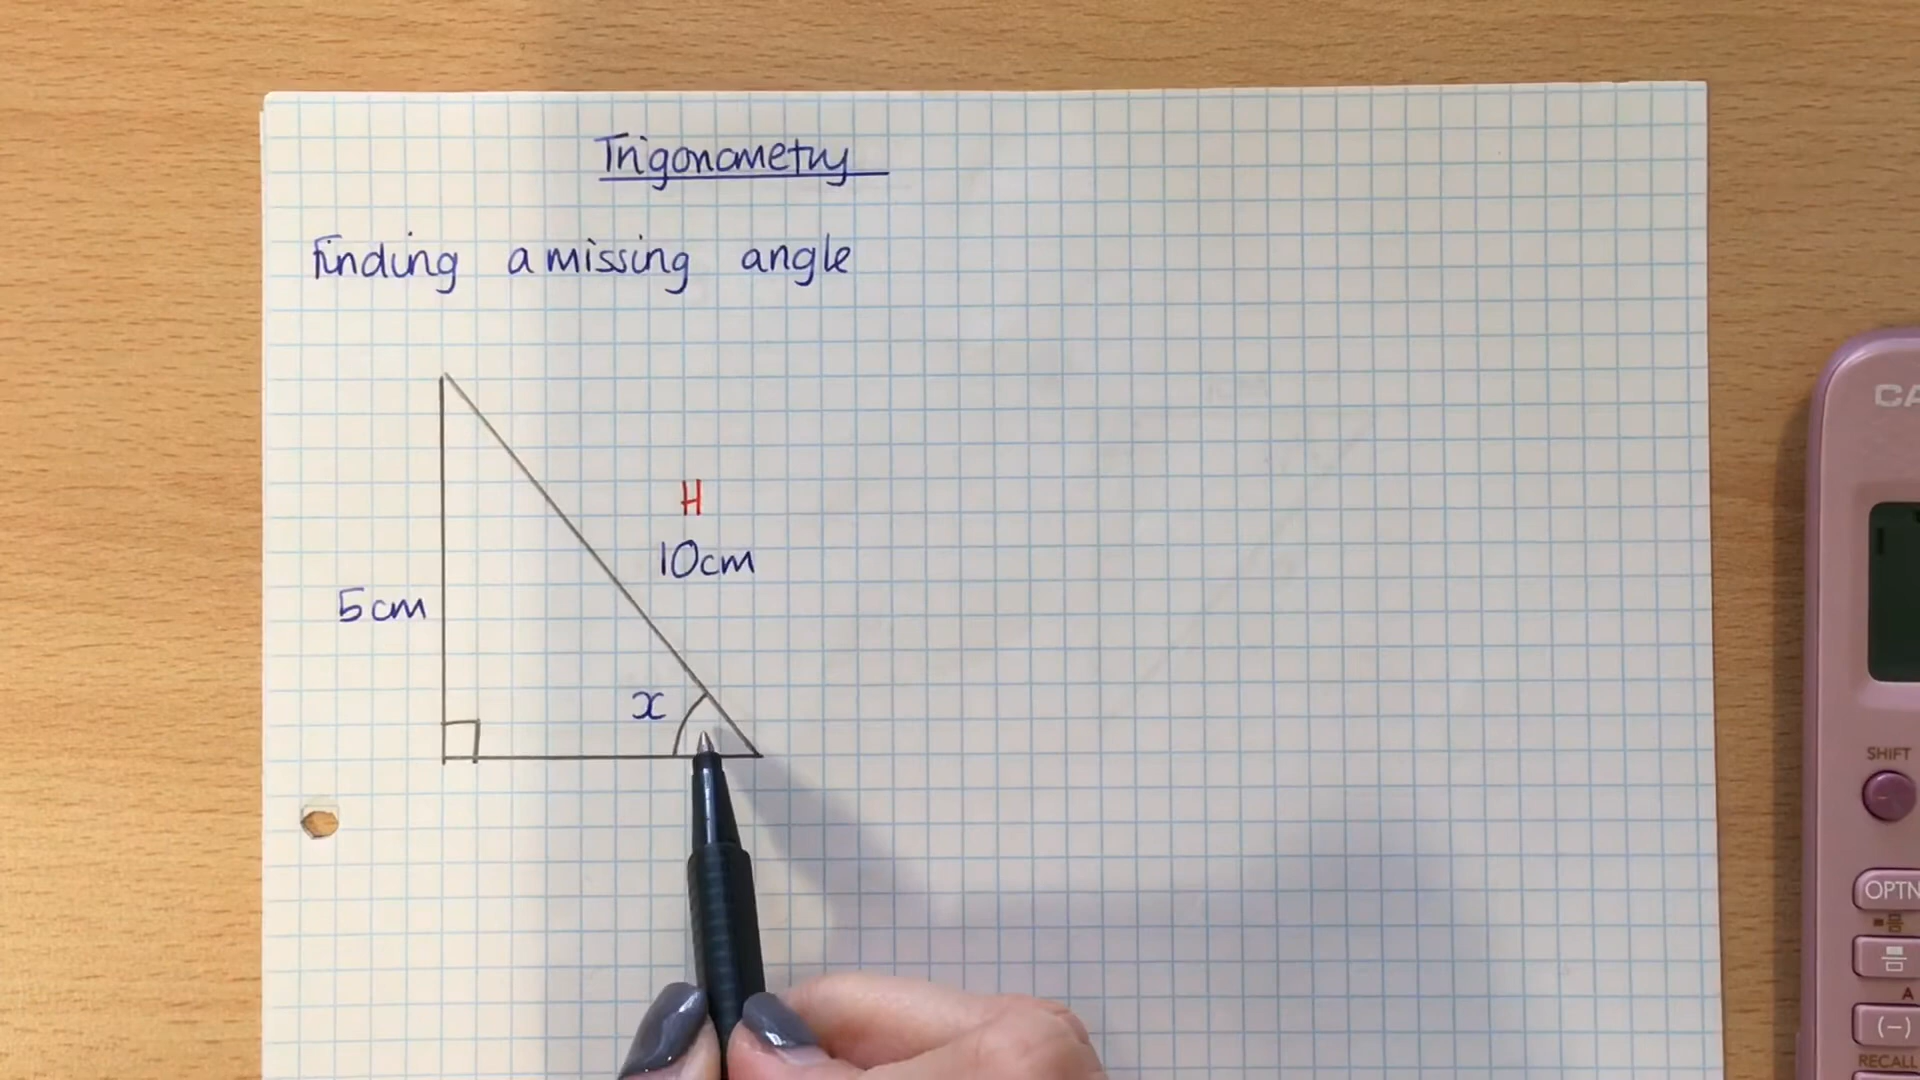 Trigonometry
Finding a missing angle
H
10cm
5cm
x
CA
SHIFT
OPTN
A
(−)
RECALL